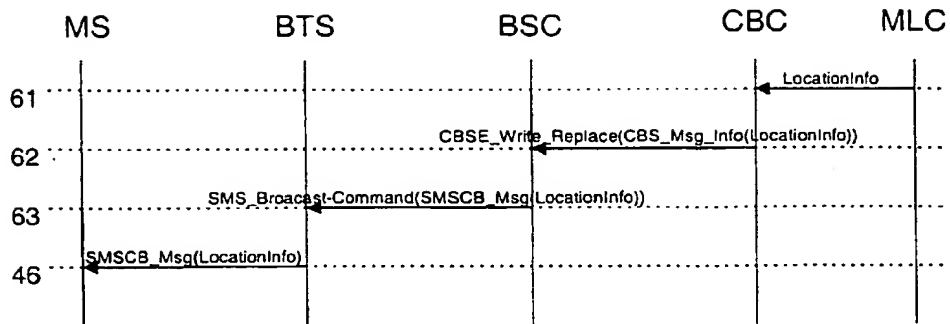 MS BTS BSC CBC MLC
61 LocationInfo
62 CBSE_Write_Replace(CBS_Msg_Info(LocationInfo))
63 SMS_Broacast-Command(SMSCB_Msg(LocationInfo))
46 SMSCB_Msg(LocationInfo)